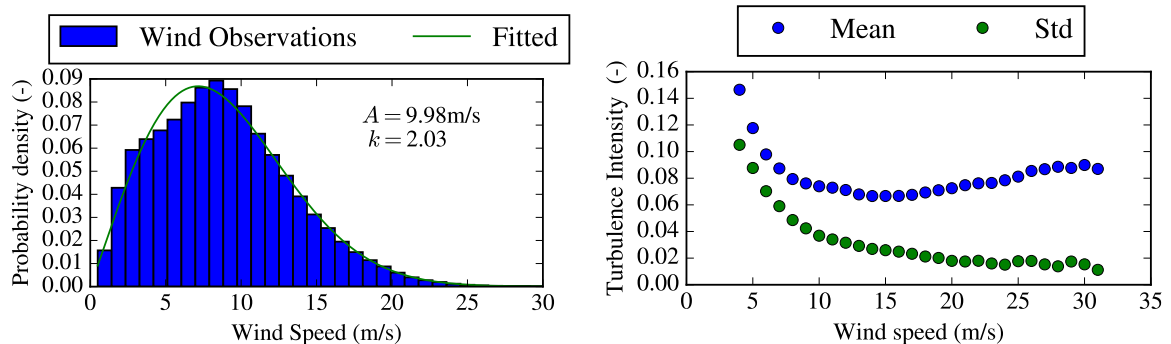 Wind Observations Fitted
Probability density (-)
0.09
0.08
0.07
0.06
0.05
0.04
0.03
0.02
0.01
0.00
A = 9.98m/s
k = 2.03
0 5 10 15 20 25 30
Wind Speed (m/s)
Mean Std
Turbulence Intensity (-)
0.16
0.14
0.12
0.10
0.08
0.06
0.04
0.02
0.00
0 5 10 15 20 25 30 35
Wind speed (m/s)